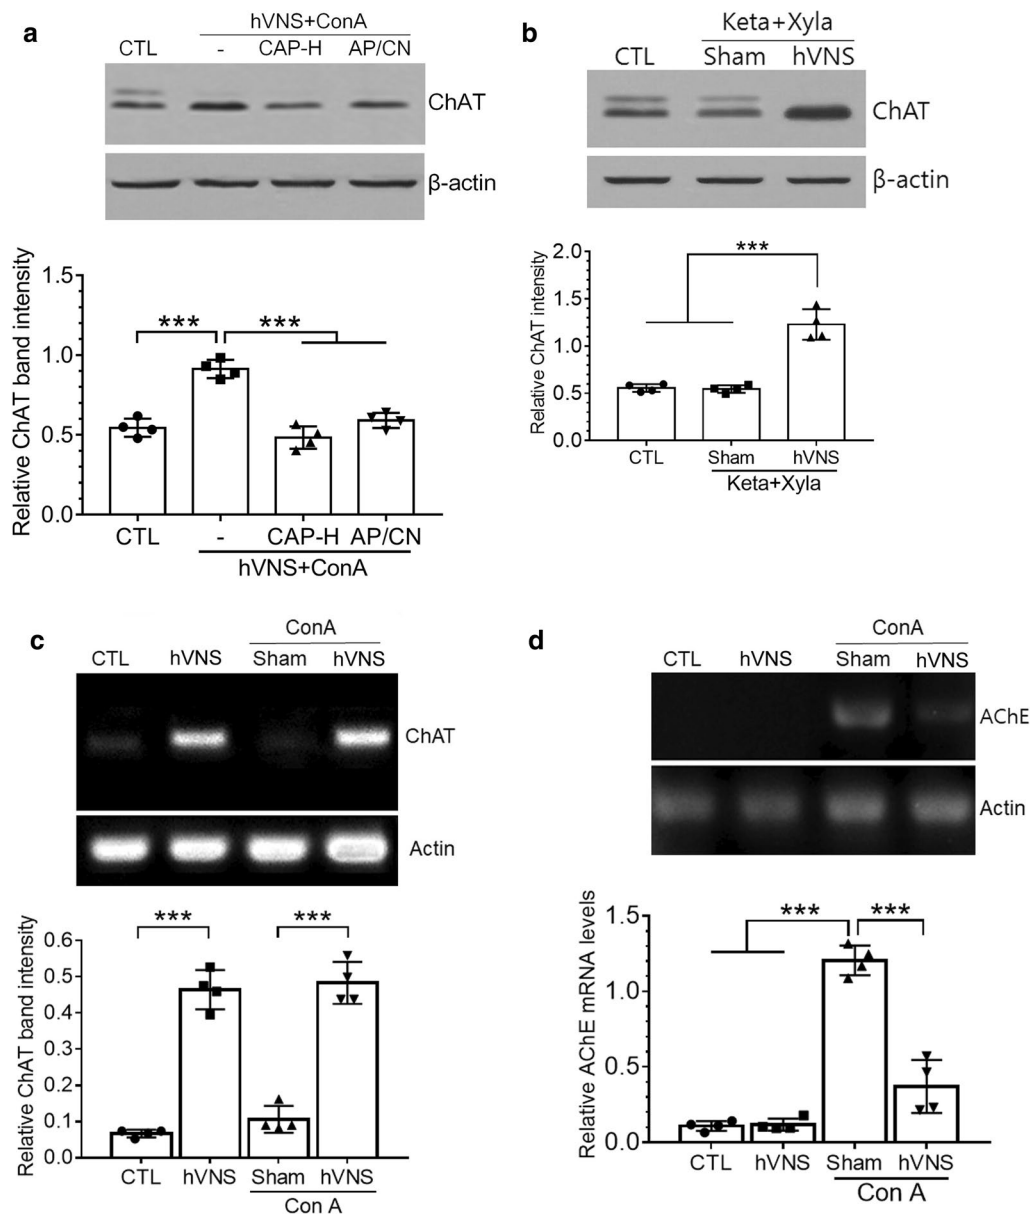 a
hVNS+ConA
CTL - CAP-H AP/CN
ChAT
β-actin
Relative ChAT band intensity
1.5
1.0
0.5
0.0
*** ***
CTL - CAP-H AP/CN
hVNS+ConA
b
Keta+Xyla
CTL Sham hVNS
ChAT
β-actin
Relative ChAT intensity
2.0
1.5
1.0
0.5
0.0
***
CTL Sham hVNS
Keta+Xyla
c
ConA
CTL hVNS Sham hVNS
ChAT
Actin
Relative ChAT band intensity
0.6
0.5
0.4
0.3
0.2
0.1
0.0
*** ***
CTL hVNS Sham hVNS
Con A
d
ConA
CTL hVNS Sham hVNS
AChE
Actin
Relative AChE mRNA levels
1.5
1.0
0.5
0.0
*** ***
CTL hVNS Sham hVNS
Con A